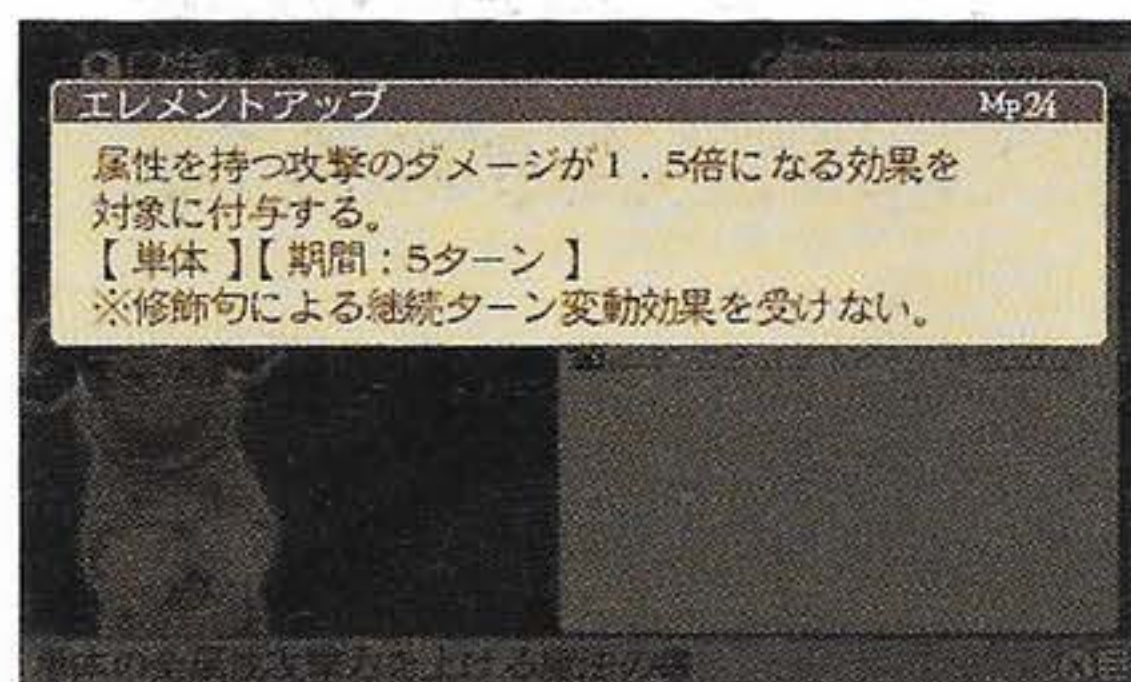 エレメントアップ Mp24
属性を持つ攻撃のダメージが1．5倍になる効果を
対象に付与する。
【 単体 】【 期間：5ターン 】
※修飾句による継続ターン変動効果を受けない。